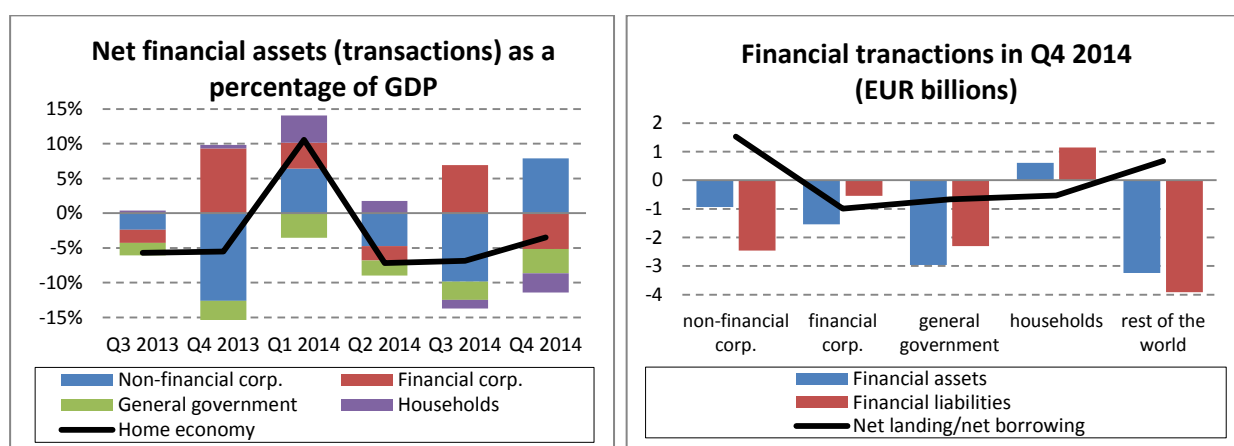 Net financial assets (transactions) as a
percentage of GDP
15%
10%
5%
0%
-5%
-10%
-15%
Q3 2013 Q4 2013 Q1 2014 Q2 2014 Q3 2014 Q4 2014
Non-financial corp. Financial corp.
General government Households
Home economy
Financial tranactions in Q4 2014
(EUR billions)
2
1
0
-1
-2
-3
-4
non-financial corp.
financial corp.
general government
households
rest of the world
Financial assets
Financial liabilities
Net landing/net borrowing